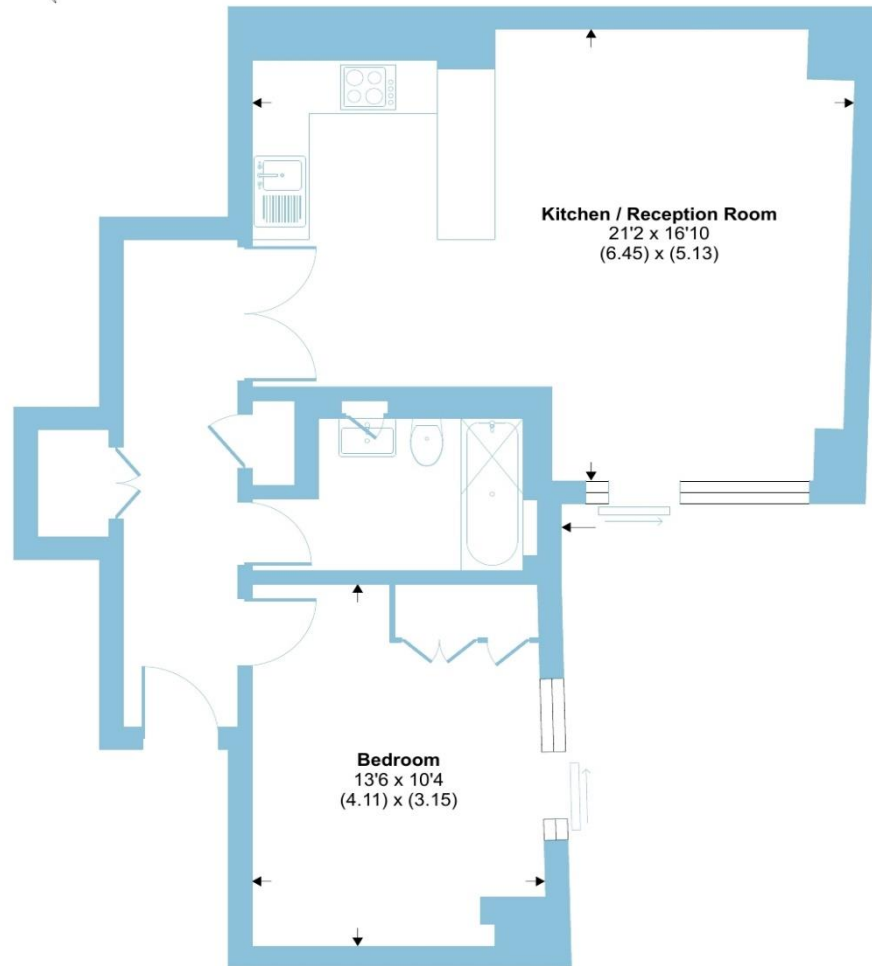 Kitchen / Reception Room
21'2 x 16'10
(6.45) x (5.13)
Bedroom
13'6 x 10'4
(4.11) x (3.15)